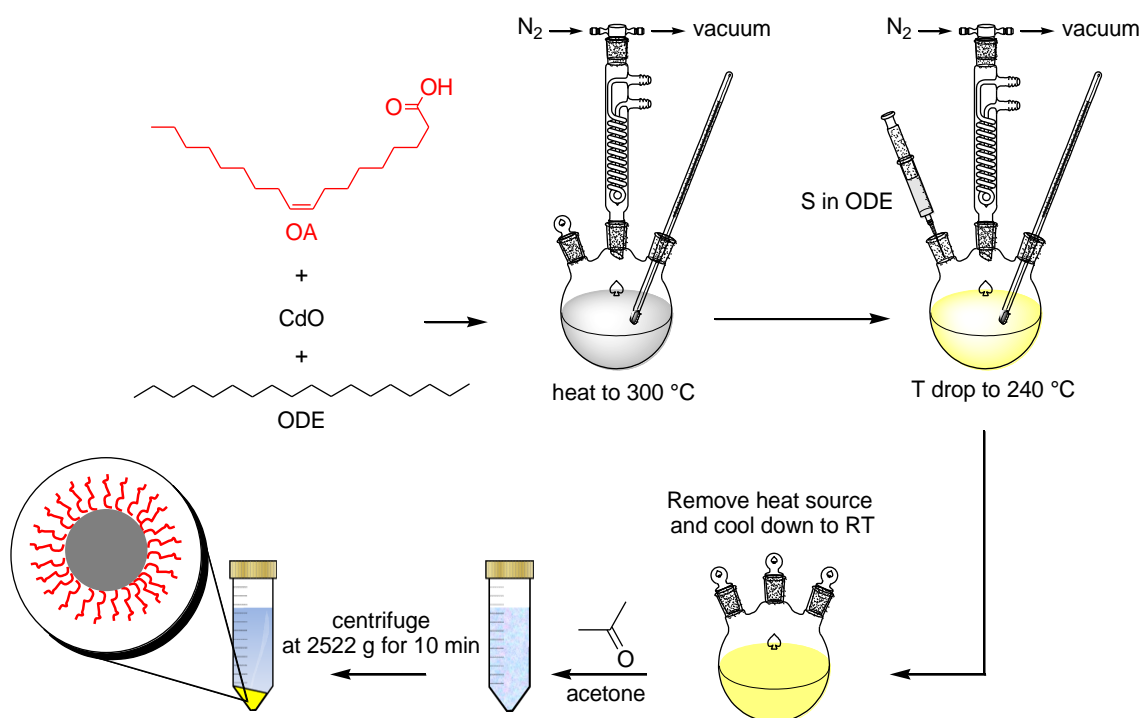 N2 → vacuum
N2 → vacuum
O
OH
OA
+
CdO
+
ODE
S in ODE
heat to 300 °C
T drop to 240 °C
Remove heat source
and cool down to RT
centrifuge
at 2522 g for 10 min
O
acetone